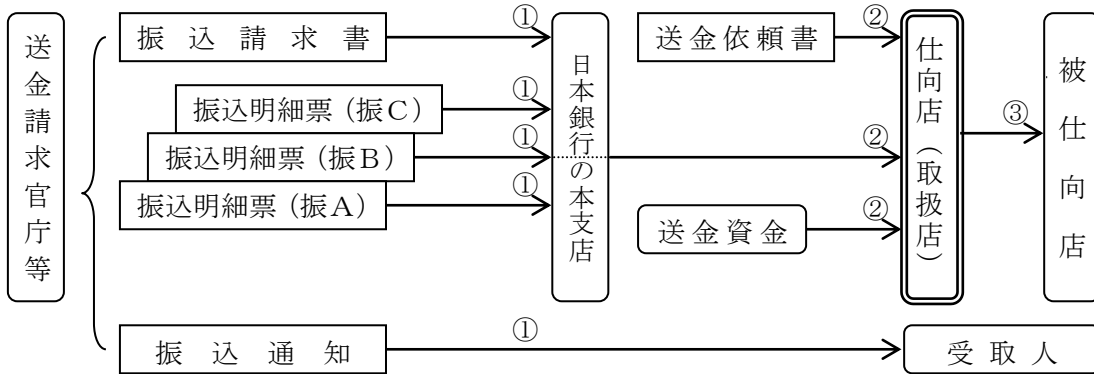 送金請求官庁等
振込請求書
①
振込明細票（振C）
①
振込明細票（振B）
①
振込明細票（振A）
①
振込通知
①
日本銀行の本支店
送金依頼書
②
②
送金資金
②
仕向店（取扱店）
③
被仕向店
受取人